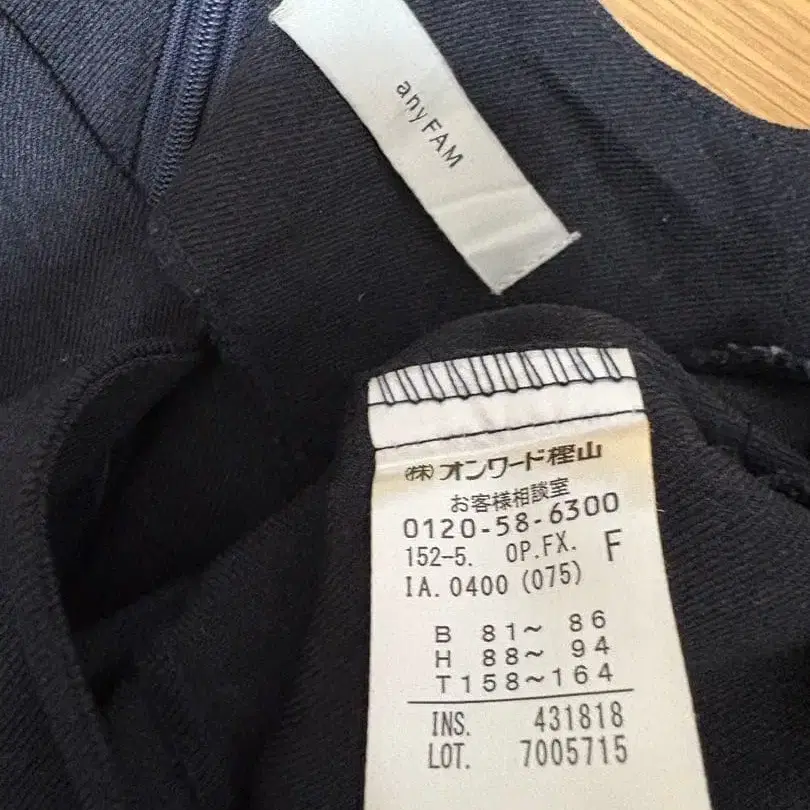 anyFAM
㈱オンワード樫山
お客様相談室
0120-58-6300
152-5. OP.FX. F
IA.0400 (075)
B 81～ 86
H 88～ 94
T158～164
INS. 431818
LOT. 7005715